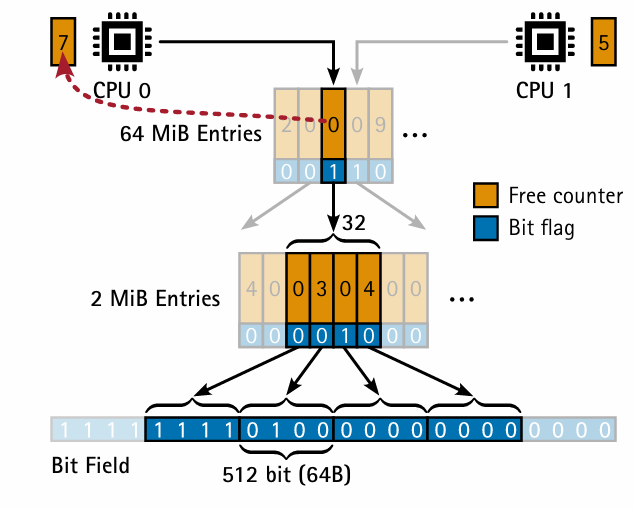 7
5
CPU 0
CPU 1
2 0 0 0 9
64 MiB Entries
...
0 0 1 1 0
Free counter
Bit flag
32
4 0 0 3 0 4 0 0
2 MiB Entries
...
0 0 0 0 1 0 0 0
1 1 1 1 1 1 1 1 0 1 0 0 0 0 0 0 0 0 0 0 0 0 0 0
Bit Field
512 bit (64B)